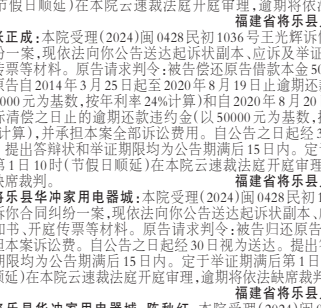 节假日顺延)在本院云速裁法庭开庭审理,逾期将依法
福建省将乐县
张正成:本院受理(2024)闽0428民初1036号王光辉诉
纷一案,现依法向你公告送达起诉状副本、应诉及举证
传票等材料。原告请求判令:被告偿还原告借款本金50
原告自2014年3月25日起至2020年8月19日止逾期还
000元为基数,按年利率24%计算)和自2020年8月20
际清偿之日止的逾期还款违约金(以50000元为基数,
计算),并承担本案全部诉讼费用。自公告之日起经3
。提出答辩状和举证期限均为公告期满后15日内。定
第1日10时(节假日顺延)在本院云速裁法庭开庭审理
缺席裁判。 福建省将乐县
将乐县华冲家用电器城:本院受理(2024)闽0428民初1
诉你合同纠纷一案,现依法向你公告送达起诉状副本、
知书、开庭传票等材料。原告请求判令:被告归还原告
担本案诉讼费。自公告之日起经30日视为送达。提出
期限均为公告期满后15日内。定于举证期满后第1日
顺延)在本院云速裁法庭开庭审理,逾期将依法缺席裁判
福建省将乐县